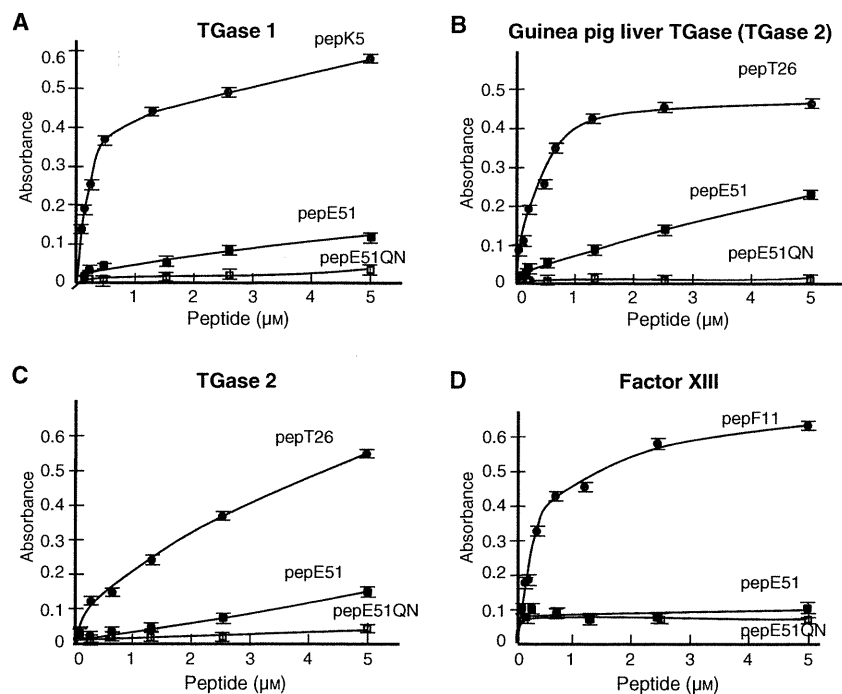 A
TGase 1
pepK5
0.6
0.5
0.4
0.3
0.2
0.1
0
Absorbance
pepE51
pepE51QN
1 2 3 4 5
Peptide (μM)
B
Guinea pig liver TGase (TGase 2)
pepT26
0.5
0.4
0.3
0.2
0.1
0
Absorbance
pepE51
pepE51QN
0 1 2 3 4 5
Peptide (μM)
C
TGase 2
pepT26
0.6
0.5
0.4
0.3
0.2
0.1
0
Absorbance
pepE51
pepE51QN
0 1 2 3 4 5
Peptide (μM)
D
Factor XIII
pepF11
0.6
0.5
0.4
0.3
0.2
0.1
0
Absorbance
pepE51
pepE51QN
0 1 2 3 4 5
Peptide (μM)